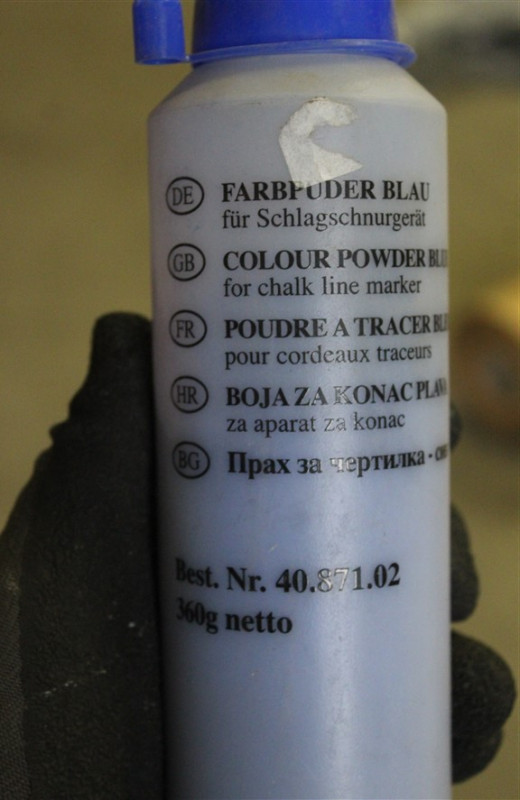 DE FARBPUDER BLAU
für Schlagschnurgerät
GB COLOUR POWDER
for chalk line marker
FR POUDRE A TRACER
pour cordeaux traceurs
HR BOJA ZA KONAC PLAVA
za aparat za konac
BG Прах за чертилка -
Best. Nr. 40.871.02
360g netto